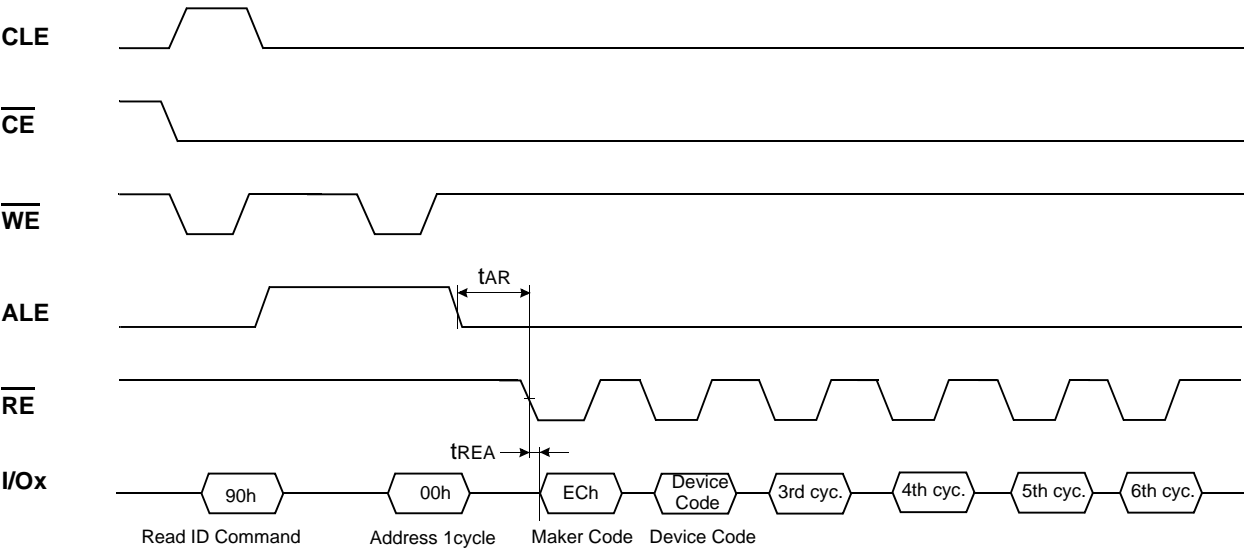 CLE
CE
WE
ALE
tAR
RE
tREA
I/Ox
90h
00h
ECh
Device
Code
3rd cyc.
4th cyc.
5th cyc.
6th cyc.
Read ID Command
Address 1cycle
Maker Code
Device Code